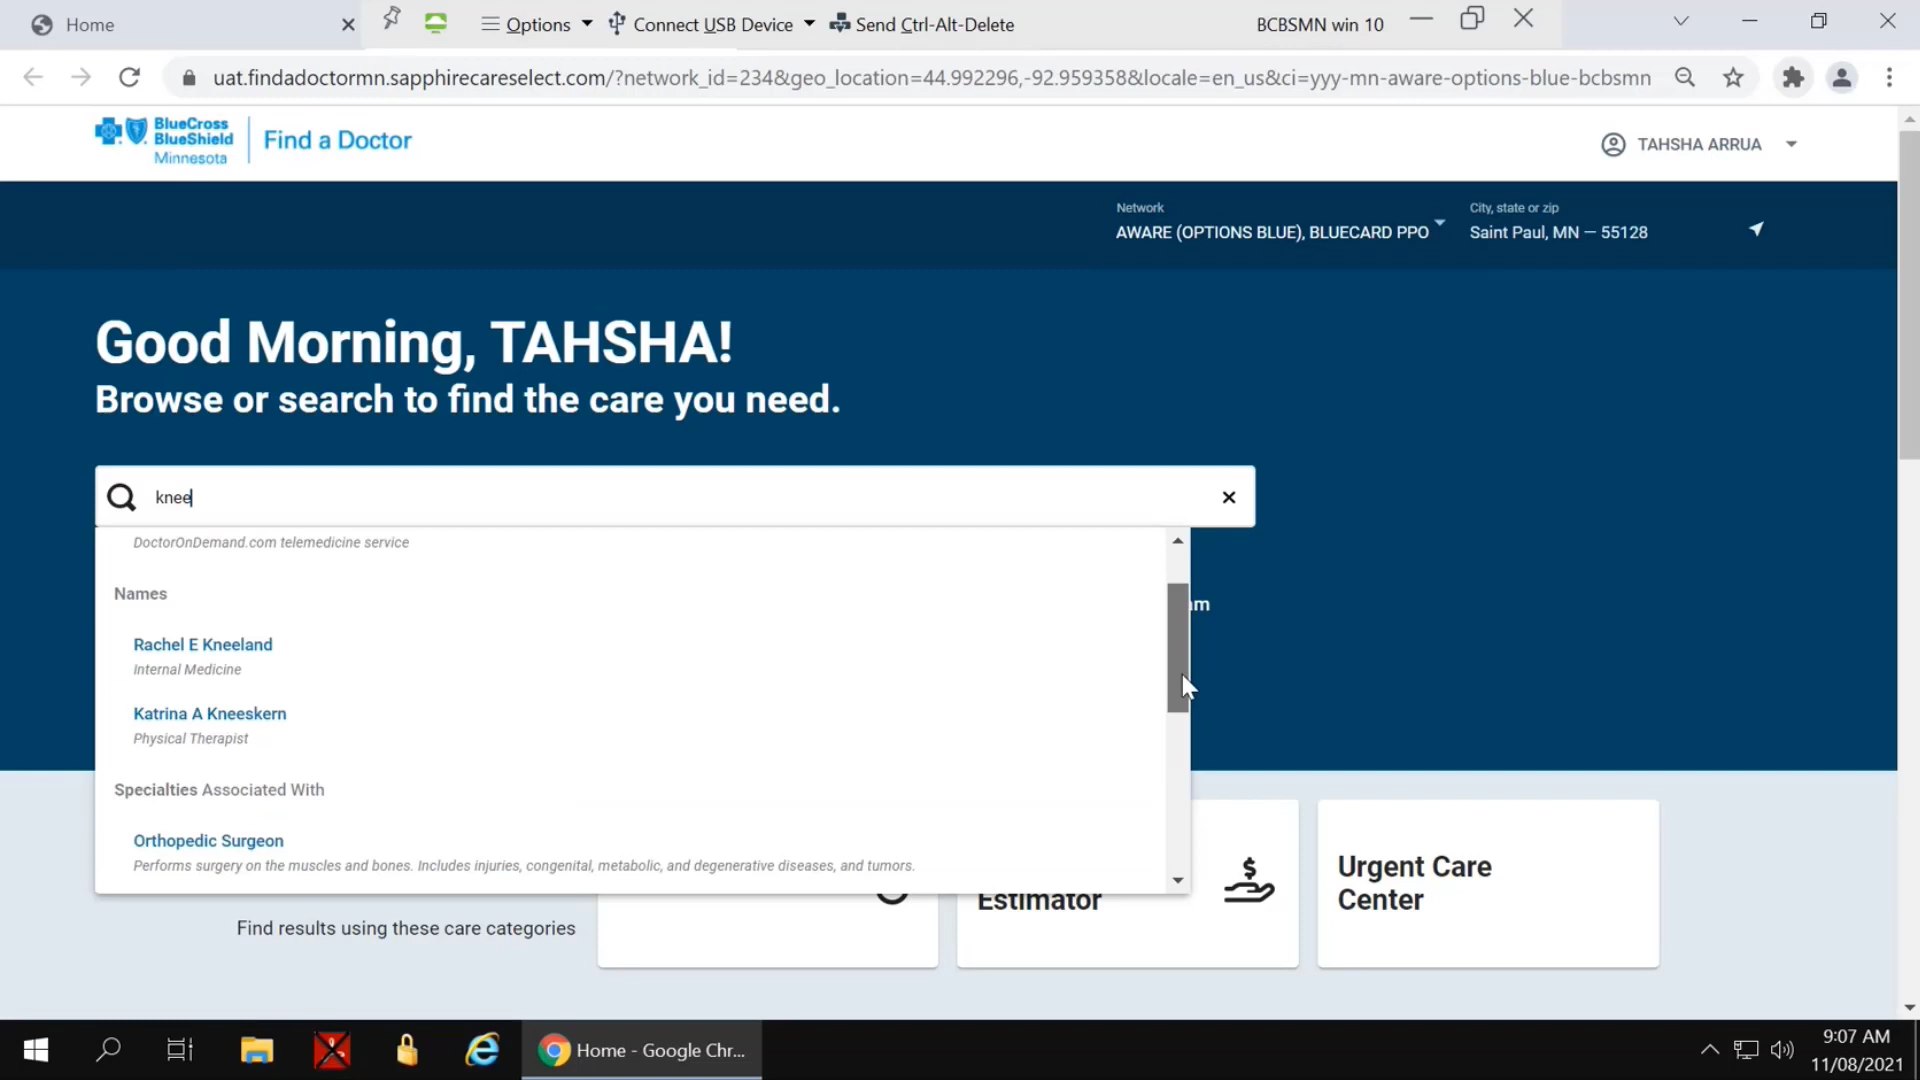 Home
Options
Connect USB Device
Send Ctrl-Alt-Delete
BCBSMN win 10
uat.findadoctormn.sapphirecareselect.com/?network_id=234&geo_location=44.992296,-92.959358&locale=en_us&ci=yyy-mn-aware-options-blue-bcbsmn
BlueCross
BlueShield
Minnesota
Find a Doctor
TAHSHA ARRUA
Network
AWARE (OPTIONS BLUE), BLUECARD PPO
City, state or zip
Saint Paul, MN — 55128
Good Morning, TAHSHA!
Browse or search to find the care you need.
knee
DoctorOnDemand.com telemedicine service
Names
Rachel E Kneeland
Internal Medicine
Katrina A Kneeskern
Physical Therapist
Specialties Associated With
Orthopedic Surgeon
Performs surgery on the muscles and bones. Includes injuries, congenital, metabolic, and degenerative diseases, and tumors.
Find results using these care categories
Estimator
$
Urgent Care
Center
Home - Google Chr...
9:07 AM
11/08/2021